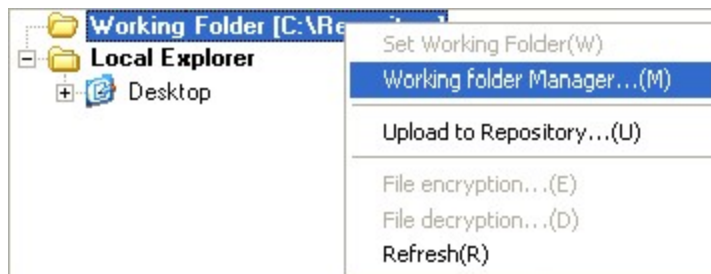 Working Folder [C:\Re
Local Explorer
Desktop
Set Working Folder(W)
Working folder Manager...(M)
Upload to Repository...(U)
File encryption...(E)
File decryption...(D)
Refresh(R)